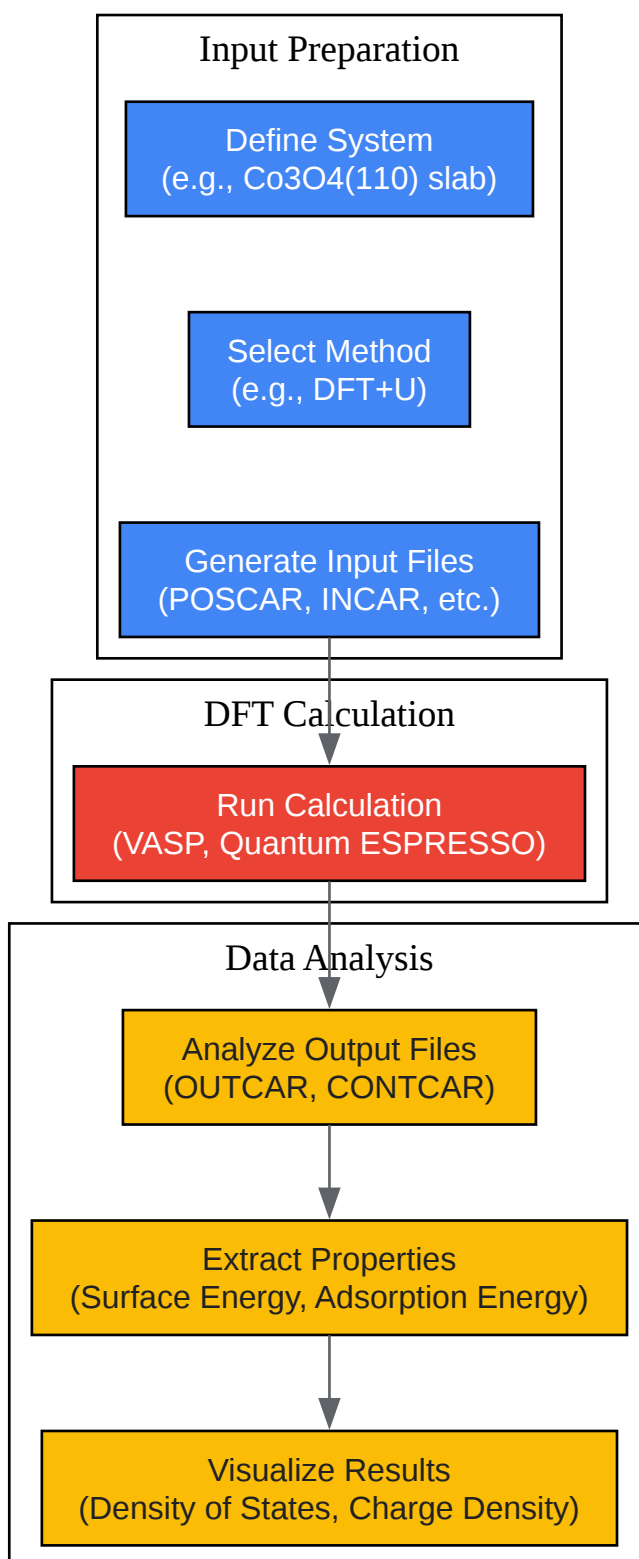 Input Preparation
Define System
(e.g., Co3O4(110) slab)
Select Method
(e.g., DFT+U)
Generate Input Files
(POSCAR, INCAR, etc.)
DFT Calculation
Run Calculation
(VASP, Quantum ESPRESSO)
Data Analysis
Analyze Output Files
(OUTCAR, CONTCAR)
Extract Properties
(Surface Energy, Adsorption Energy)
Visualize Results
(Density of States, Charge Density)